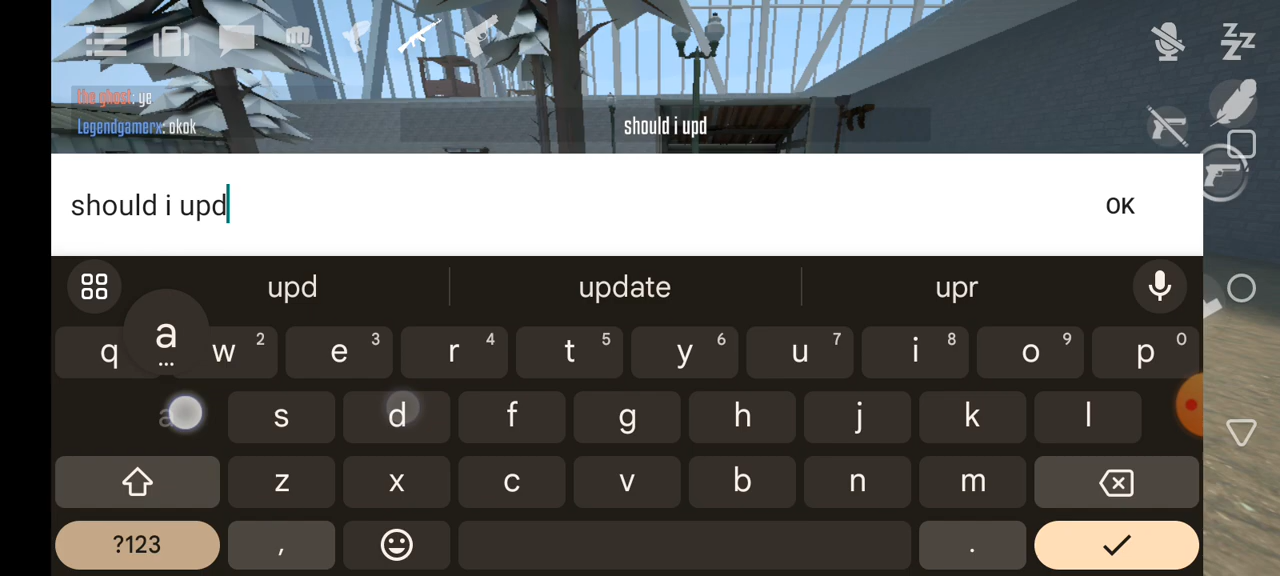 the ghost: ye
Legendgamerx: okok
should i upd
should i upd
OK
upd update upr
q w 2 e 3 r 4 t 5 y 6 u 7 i 8 o 9 p 0
a
a s d f g h j k l
z x c v b n m
?123 , .